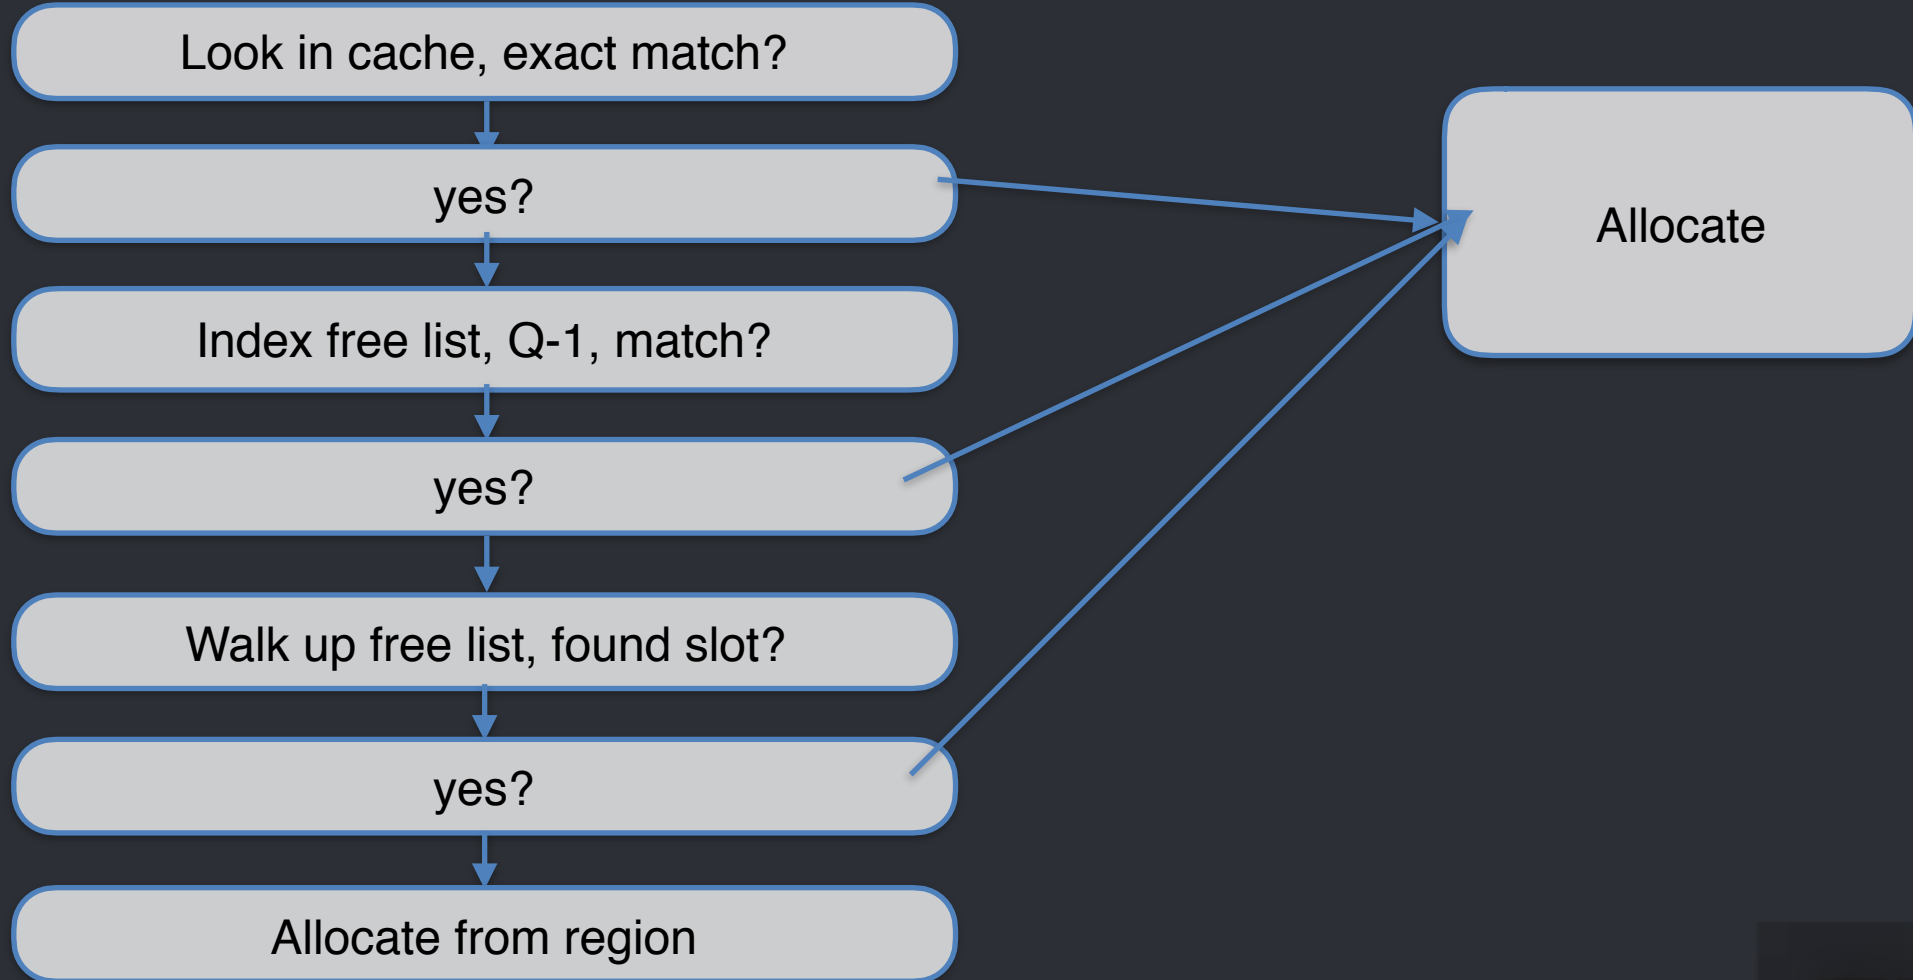 Look in cache, exact match?
yes?
Index free list, Q-1, match?
yes?
Walk up free list, found slot?
yes?
Allocate from region
Allocate